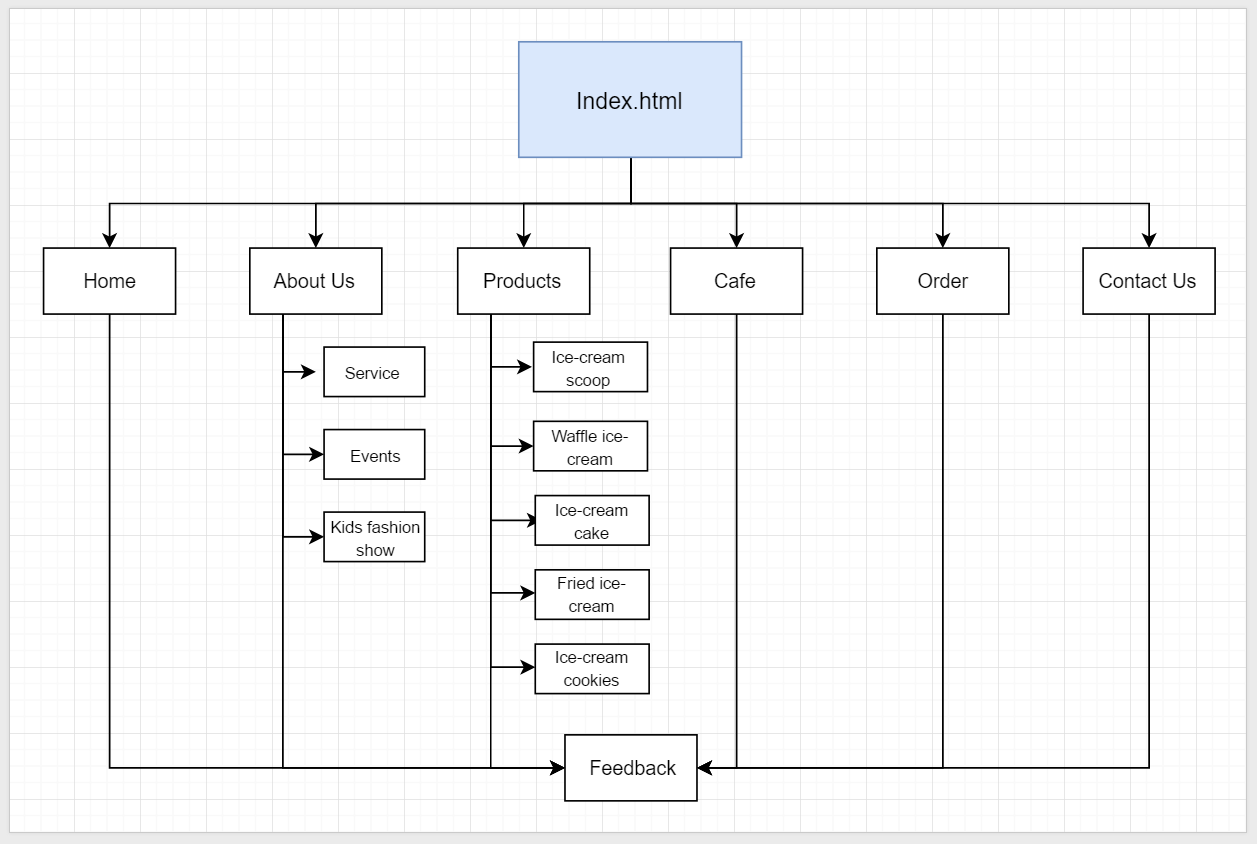 Index.html
Home
About Us
Products
Cafe
Order
Contact Us
Service
Events
Kids fashion
show
Ice-cream
scoop
Waffle ice-
cream
Ice-cream
cake
Fried ice-
cream
Ice-cream
cookies
Feedback